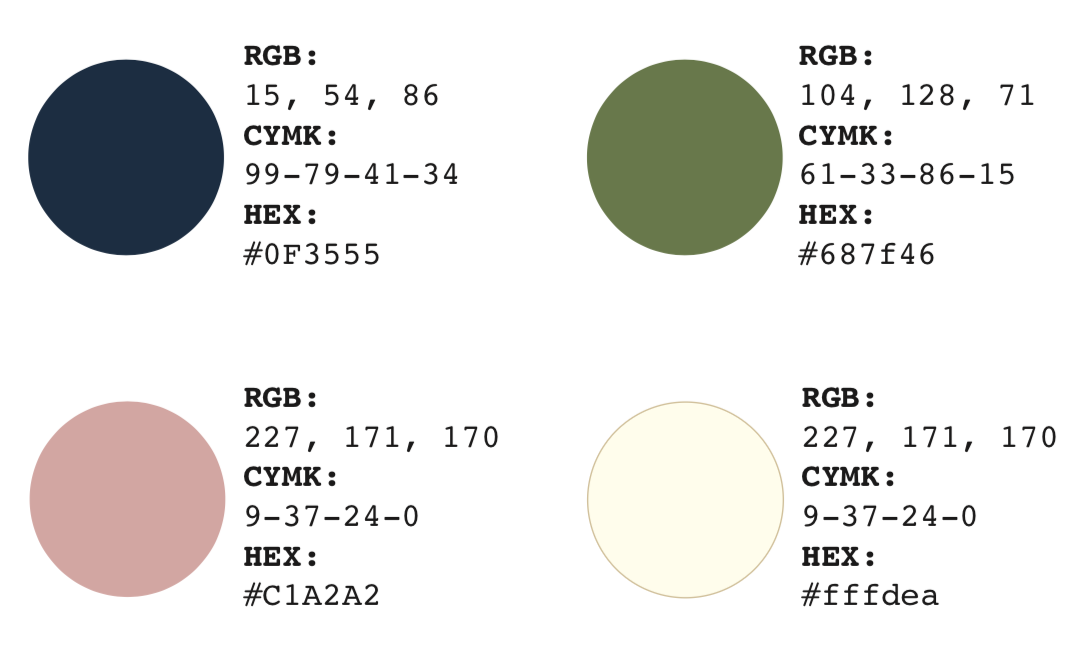 RGB:
15, 54, 86
CYMK:
99-79-41-34
HEX:
#0F3555
RGB:
104, 128, 71
CYMK:
61-33-86-15
HEX:
#687f46
RGB:
227, 171, 170
CYMK:
9-37-24-0
HEX:
#C1A2A2
RGB:
227, 171, 170
CYMK:
9-37-24-0
HEX:
#fffdea